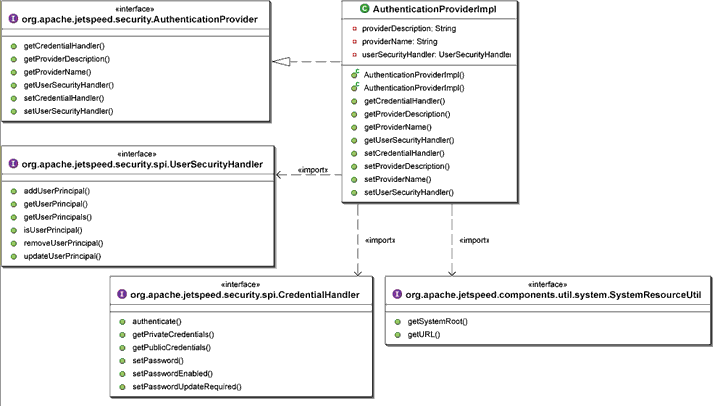 «interface»
org.apache.jetspeed.security.AuthenticationProvider
getCredentialHandler()
getProviderDescription()
getProviderName()
getUserSecurityHandler()
setCredentialHandler()
setUserSecurityHandler()
AuthenticationProviderImpl
providerDescription: String
providerName: String
userSecurityHandler: UserSecurityHandler
AuthenticationProviderImpl()
AuthenticationProviderImpl()
getCredentialHandler()
getProviderDescription()
getProviderName()
getUserSecurityHandler()
setCredentialHandler()
setProviderDescription()
setProviderName()
setUserSecurityHandler()
«interface»
org.apache.jetspeed.security.spi.UserSecurityHandler
addUserPrincipal()
getUserPrincipal()
getUserPrincipals()
isUserPrincipal()
removeUserPrincipal()
updateUserPrincipal()
«import»
«import»
«import»
«interface»
org.apache.jetspeed.security.spi.CredentialHandler
authenticate()
getPrivateCredentials()
getPublicCredentials()
setPassword()
setPasswordEnabled()
setPasswordUpdateRequired()
«interface»
org.apache.jetspeed.components.util.system.SystemResourceUtil
getSystemRoot()
getURL()